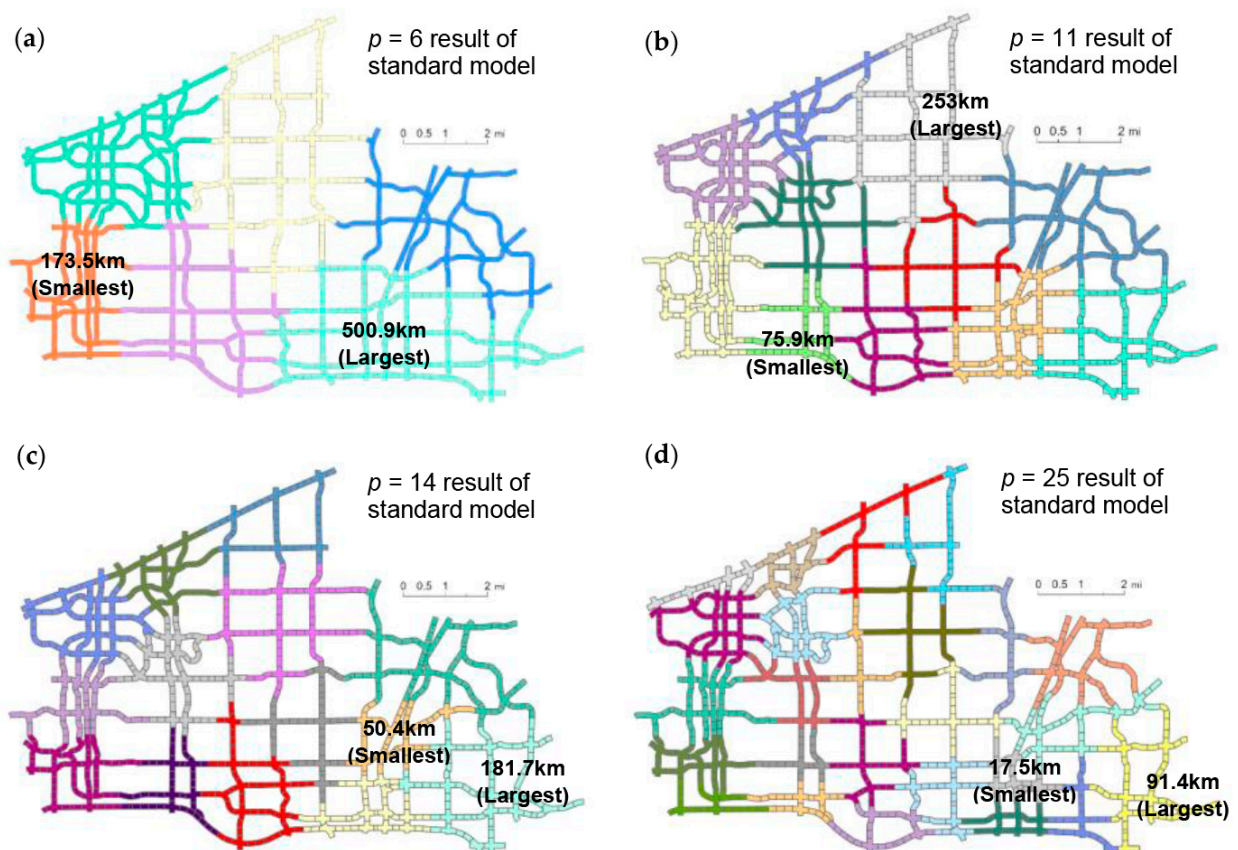 (a)
p = 6 result of
standard model
0 0.5 1 2 mi
173.5km
(Smallest)
500.9km
(Largest)
(b)
p = 11 result of
standard model
253km
(Largest)
0 0.5 1 2 mi
75.9km
(Smallest)
(c)
p = 14 result of
standard model
0 0.5 1 2 mi
50.4km
(Smallest)
181.7km
(Largest)
(d)
p = 25 result of
standard model
0 0.5 1 2 mi
17.5km
(Smallest)
91.4km
(Largest)